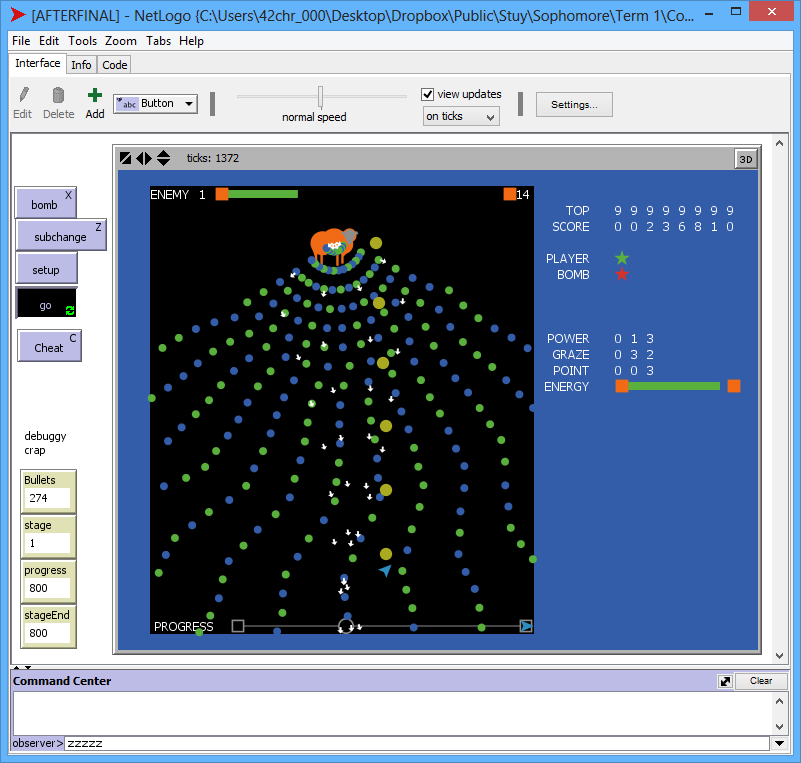 [AFTERFINAL] - NetLogo {C:\Users\42chr_000\Desktop\Dropbox\Public\Stuy\Sophomore\Term 1\Co...
File Edit Tools Zoom Tabs Help
Interface Info Code
Edit Delete Add abc Button normal speed view updates on ticks Settings...
ticks: 1372 3D
bomb X
subchange Z
setup
go
Cheat C
debuggy
crap
Bullets
274
stage
1
progress
800
stageEnd
800
ENEMY 1 14
PROGRESS
TOP 9 9 9 9 9 9 9 9
SCORE 0 0 2 3 6 8 1 0
PLAYER
BOMB
POWER 0 1 3
GRAZE 0 3 2
POINT 0 0 3
ENERGY
Command Center Clear
observer> zzzzz